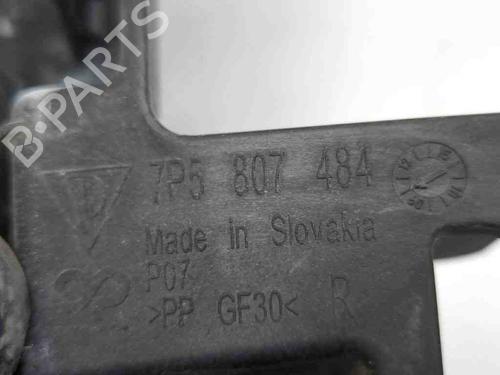 B-PARTS
7P5 807 484
Made in Slovakia
P07
>PP GF30< R